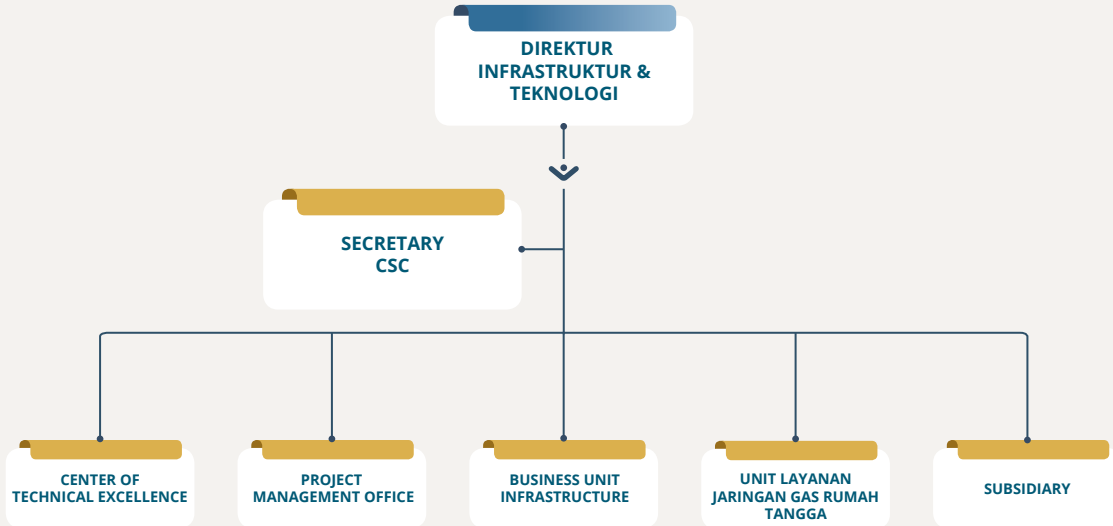 DIREKTUR
INFRASTRUKTUR &
TEKNOLOGI
SECRETARY
CSC
CENTER OF
TECHNICAL EXCELLENCE
PROJECT
MANAGEMENT OFFICE
BUSINESS UNIT
INFRASTRUCTURE
UNIT LAYANAN
JARINGAN GAS RUMAH
TANGGA
SUBSIDIARY